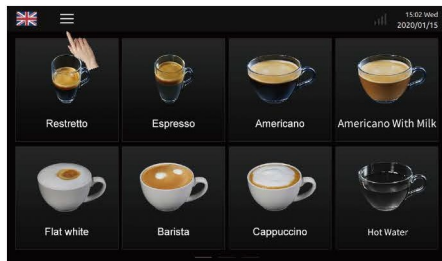 15:02 Wed
2020/01/15
Restretto
Espresso
Americano
Americano With Milk
Flat white
Barista
Cappuccino
Hot Water